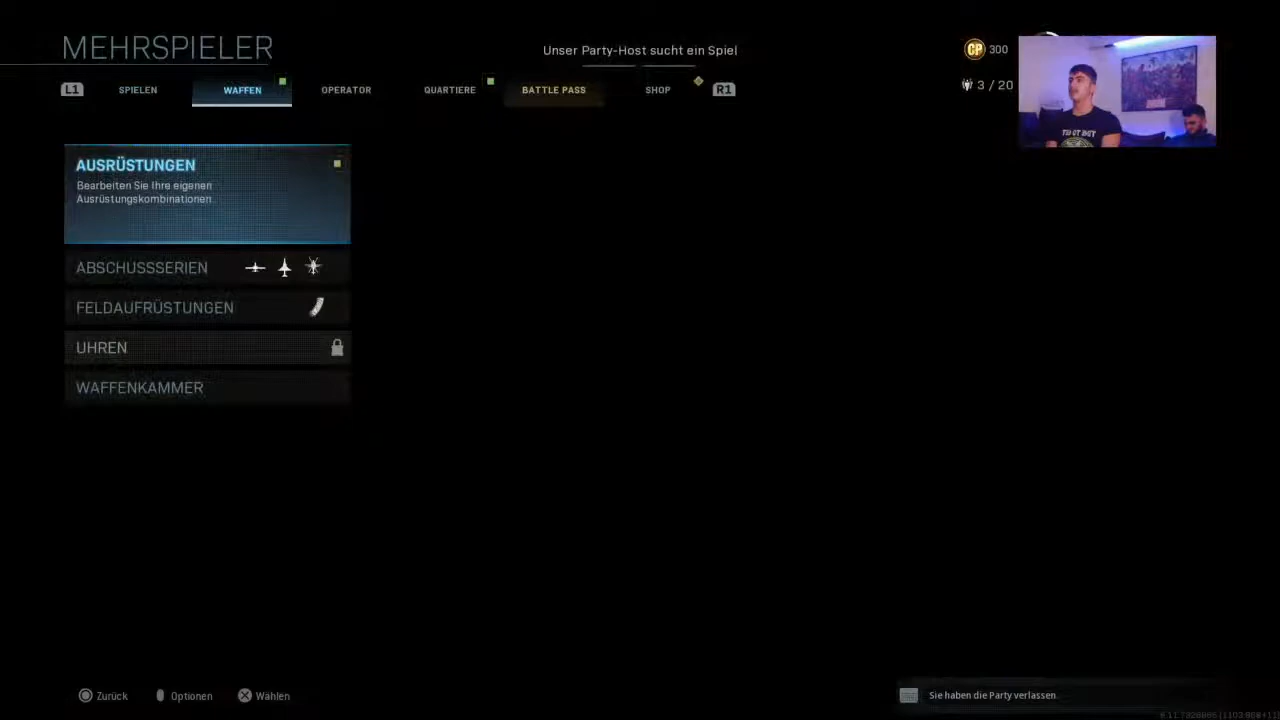 MEHRSPIELER
Unser Party-Host sucht ein Spiel
CP 300
3 / 20
L1 SPIELEN WAFFEN OPERATOR QUARTIERE BATTLE PASS SHOP R1
AUSRÜSTUNGEN
Bearbeiten Sie Ihre eigenen
Ausrüstungskombinationen.
ABSCHUSSSERIEN
FELDAUFRÜSTUNGEN
UHREN
WAFFENKAMMER
Zurück Optionen Wählen
Sie haben die Party verlassen.